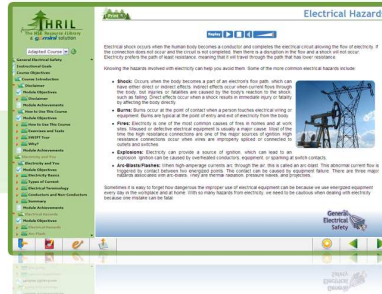 THRIL
The HSE Resource Library
a gomind solution
Print
Electrical Hazard
Adapted Course
General Electrical Safety
Instructional Goals
Course Objectives
Course Introduction
Disclaimer
Module Objectives
Disclaimer
Module Achievements
How to Use This Course
Module Objectives
How to Use This Course
Exercises and Tests
SWIFT Tour
Why?
Module Achievements
Electricity and You
Electricity and You
Module Objectives
Electricity Basics
Types of Current
Electrical Terminology
Conductors and Non-Conductors
Summary
Module Achievements
Electrical Hazards
Module Objectives
Electrical Hazards
Electrical shock occurs when the human body becomes a conductor and completes the electrical circuit allowing the flow of electricity. If
the connection does not occur and the circuit is not completed, then there is a disruption in the flow and a shock will not occur.
Electricity prefers the path of least resistance, meaning that it will travel through the path that has lower resistance.
Knowing the hazards involved with electricity can help you avoid them. Some of the more common electrical hazards include:
• Shock: Occurs when the body becomes a part of an electron's flow path, which can
have either direct or indirect effects. Indirect effects occur when current flows through
the body, but injuries or fatalities are caused by the body's reaction to the shock,
such as falling. Direct effects occur when a shock results in immediate injury or fatality
by affecting the body directly.
• Burns: Burns occur at the point of contact when a person touches electrical wiring or
equipment. Burns are typical at the point of entry and exit of electricity from the body.
• Fires: Electricity is one of the most common causes of fires in homes and at work
sites. Misused or defective electrical equipment is usually a major cause. Most of the
time the high resistance connections are one of the major sources of ignition. High
resistance connections occur when wires are improperly spliced or connected to
outlets and switches.
• Explosions: Electricity can provide a source of ignition, which can lead to an
explosion. Ignition can be caused by overheated conductors, equipment, or sparking at switch contacts.
• Arc-Blasts/Flashes: When high-amperage currents arc through the air, this is called an arc-blast. This abnormal current flow is
triggered by contact between two energized points. This contact can be caused by equipment failure. There are three major
hazards associated with arc-blasts. They are thermal radiation, pressure waves, and projectiles.
Sometimes it is easy to forget how dangerous the improper use of electrical equipment can be because we use energized equipment
every day in the workplace and at home. With so many hazards from electricity, we need to be cautious when dealing with electricity
because one mistake can be fatal.
General
Electrical
Safety